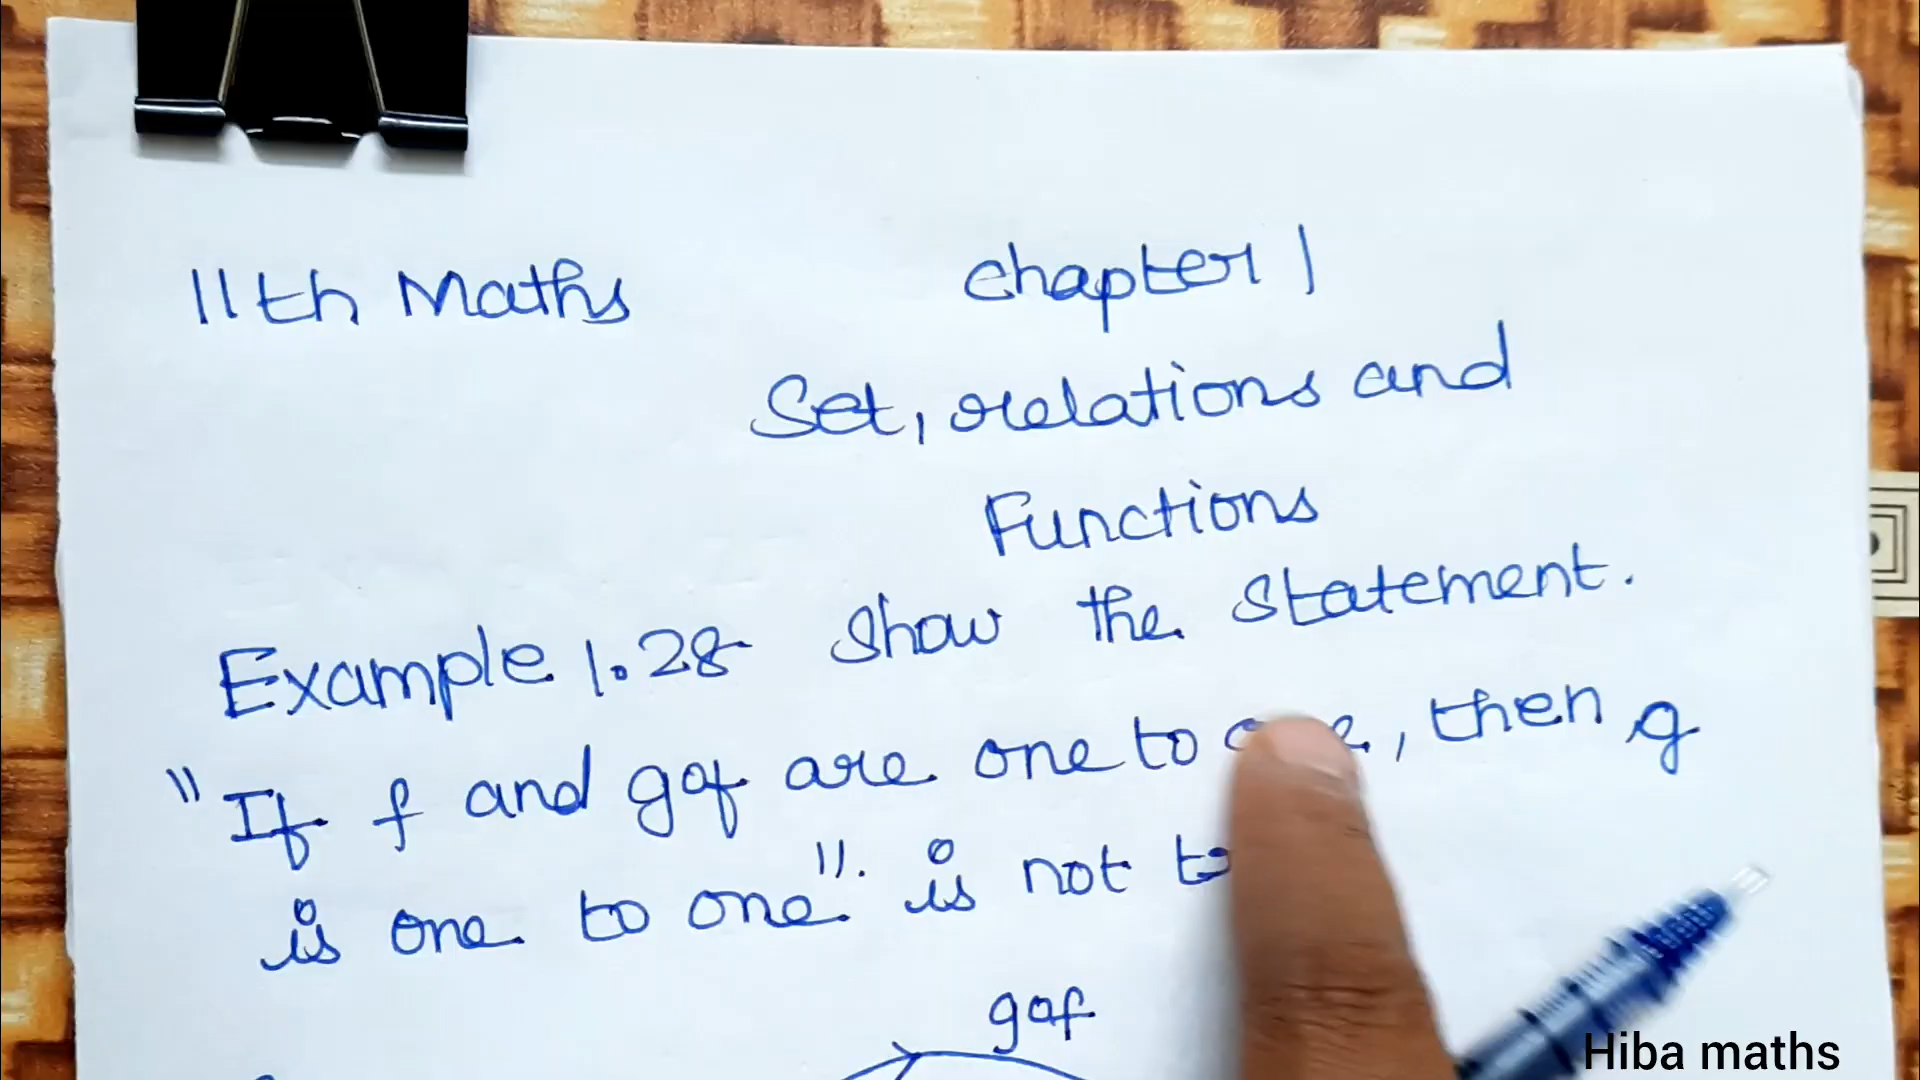 11th Maths
Chapter 1
Set, relations and
Functions
Example 1.28 Show the statement.
"If f and gof are one to, then g
is one to one". is not
gof
Hiba maths